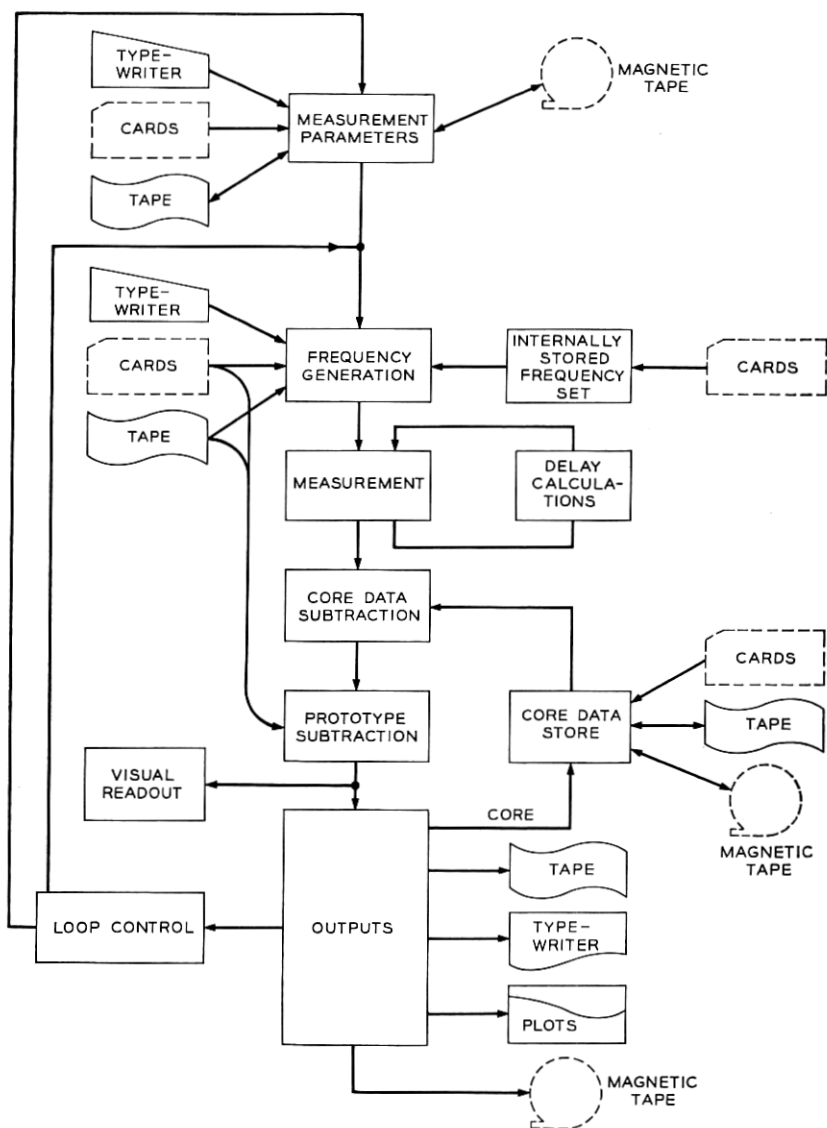 TYPE-
WRITER
MAGNETIC
TAPE
CARDS
MEASUREMENT
PARAMETERS
TAPE
TYPE-
WRITER
CARDS
FREQUENCY
GENERATION
INTERNALLY
STORED
FREQUENCY
SET
CARDS
TAPE
MEASUREMENT
DELAY
CALCULA-
TIONS
CORE DATA
SUBTRACTION
CARDS
PROTOTYPE
SUBTRACTION
CORE DATA
STORE
TAPE
VISUAL
READOUT
MAGNETIC
TAPE
CORE
TAPE
LOOP CONTROL
OUTPUTS
TYPE-
WRITER
PLOTS
MAGNETIC
TAPE